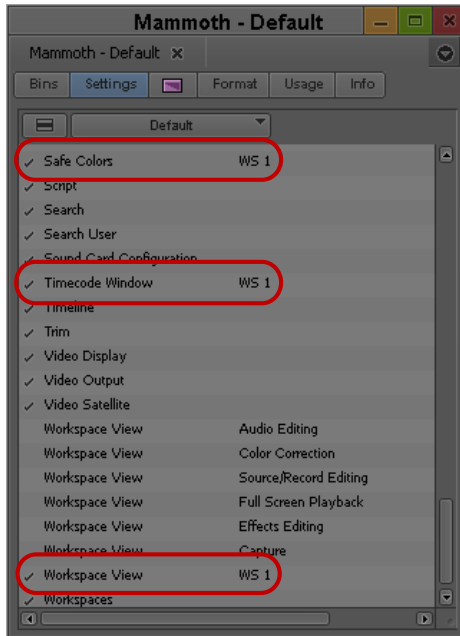 Mammoth - Default
Mammoth - Default
Bins Settings Format Usage Info
Default
Safe Colors WS 1
Script
Search
Search User
Sound Card Configuration
Timecode Window WS 1
Timeline
Trim
Video Display
Video Output
Video Satellite
Workspace View Audio Editing
Workspace View Color Correction
Workspace View Source/Record Editing
Workspace View Full Screen Playback
Workspace View Effects Editing
Workspace View Capture
Workspace View WS 1
Workspaces